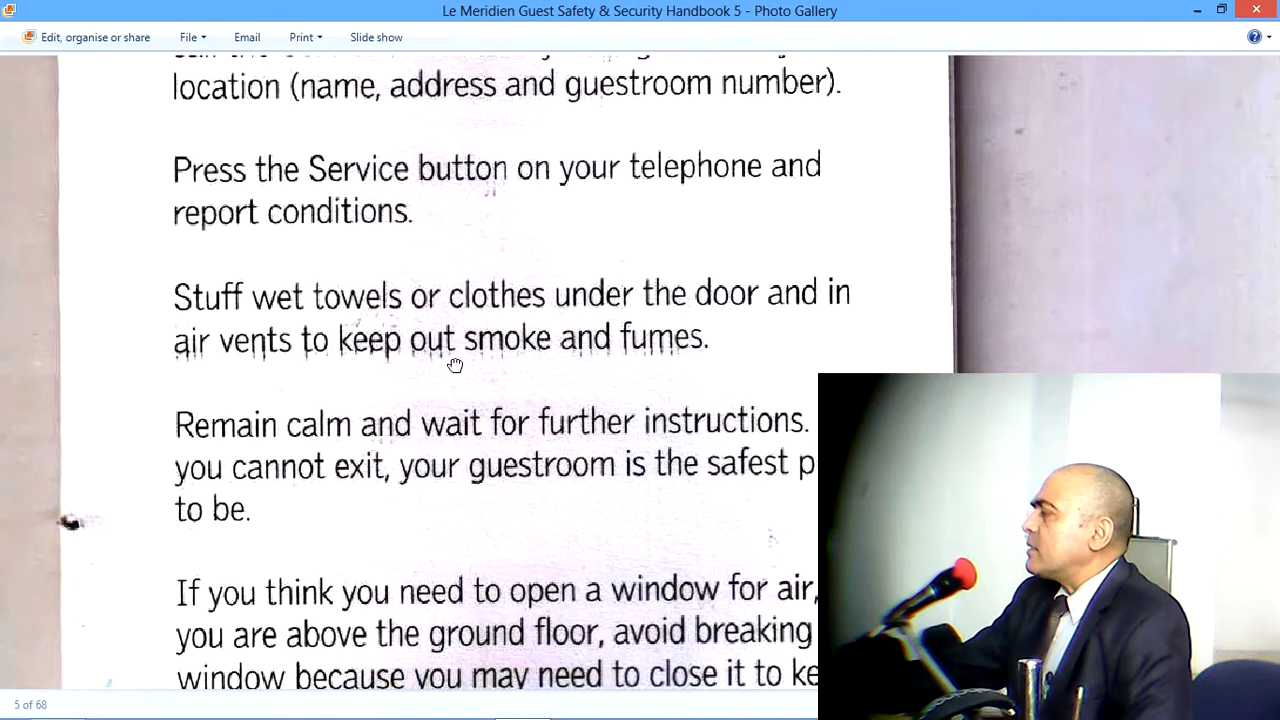 Le Meridien Guest Safety & Security Handbook 5 - Photo Gallery
Edit, organise or share File Email Print Slide show
location (name, address and guestroom number).
Press the Service button on your telephone and
report conditions.
Stuff wet towels or clothes under the door and in
air vents to keep out smoke and fumes.
Remain calm and wait for further instructions.
you cannot exit, your guestroom is the safest p
to be.
If you think you need to open a window for air,
you are above the ground floor, avoid breaking
window because you may need to close it to ke
5 of 68